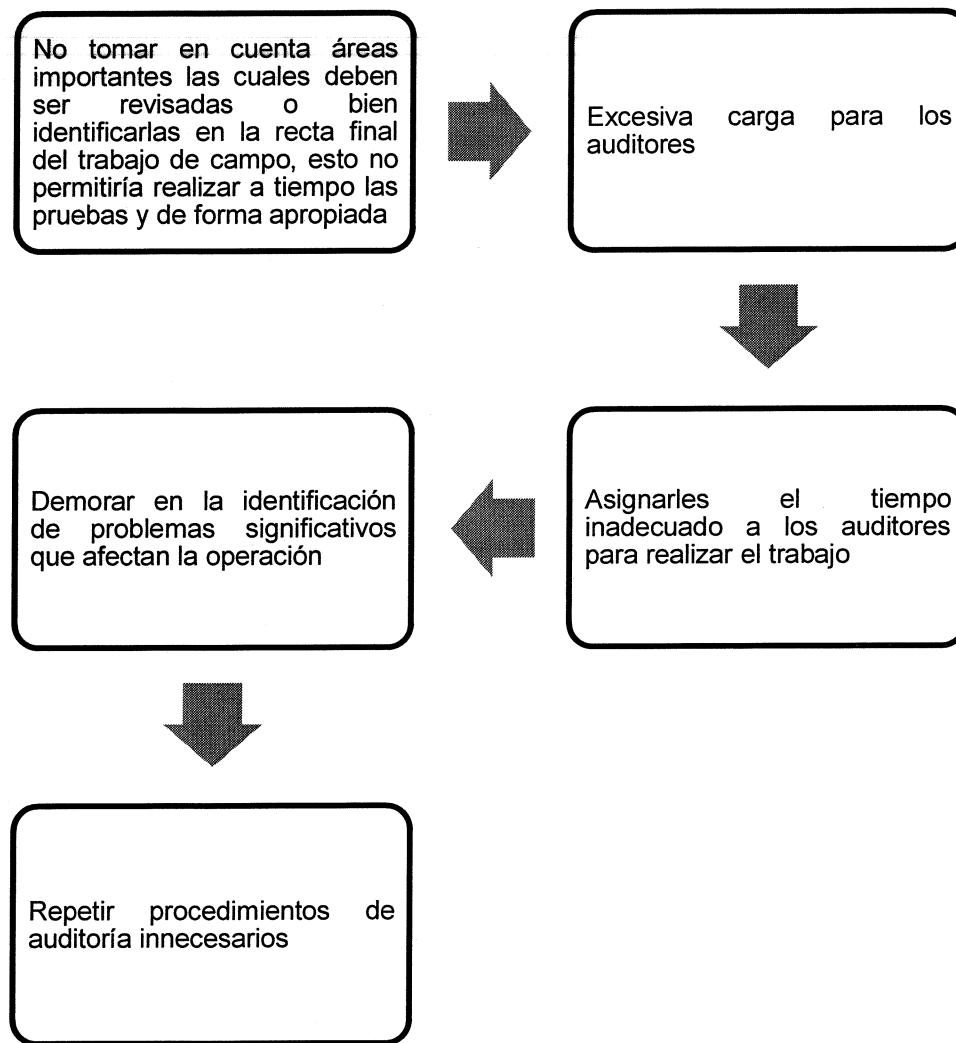 No tomar en cuenta áreas
importantes las cuales deben
ser revisadas o bien
identificarlas en la recta final
del trabajo de campo, esto no
permitiría realizar a tiempo las
pruebas y de forma apropiada
Excesiva carga para los
auditores
Asignarles el tiempo
inadecuado a los auditores
para realizar el trabajo
Demorar en la identificación
de problemas significativos
que afectan la operación
Repetir procedimientos de
auditoría innecesarios